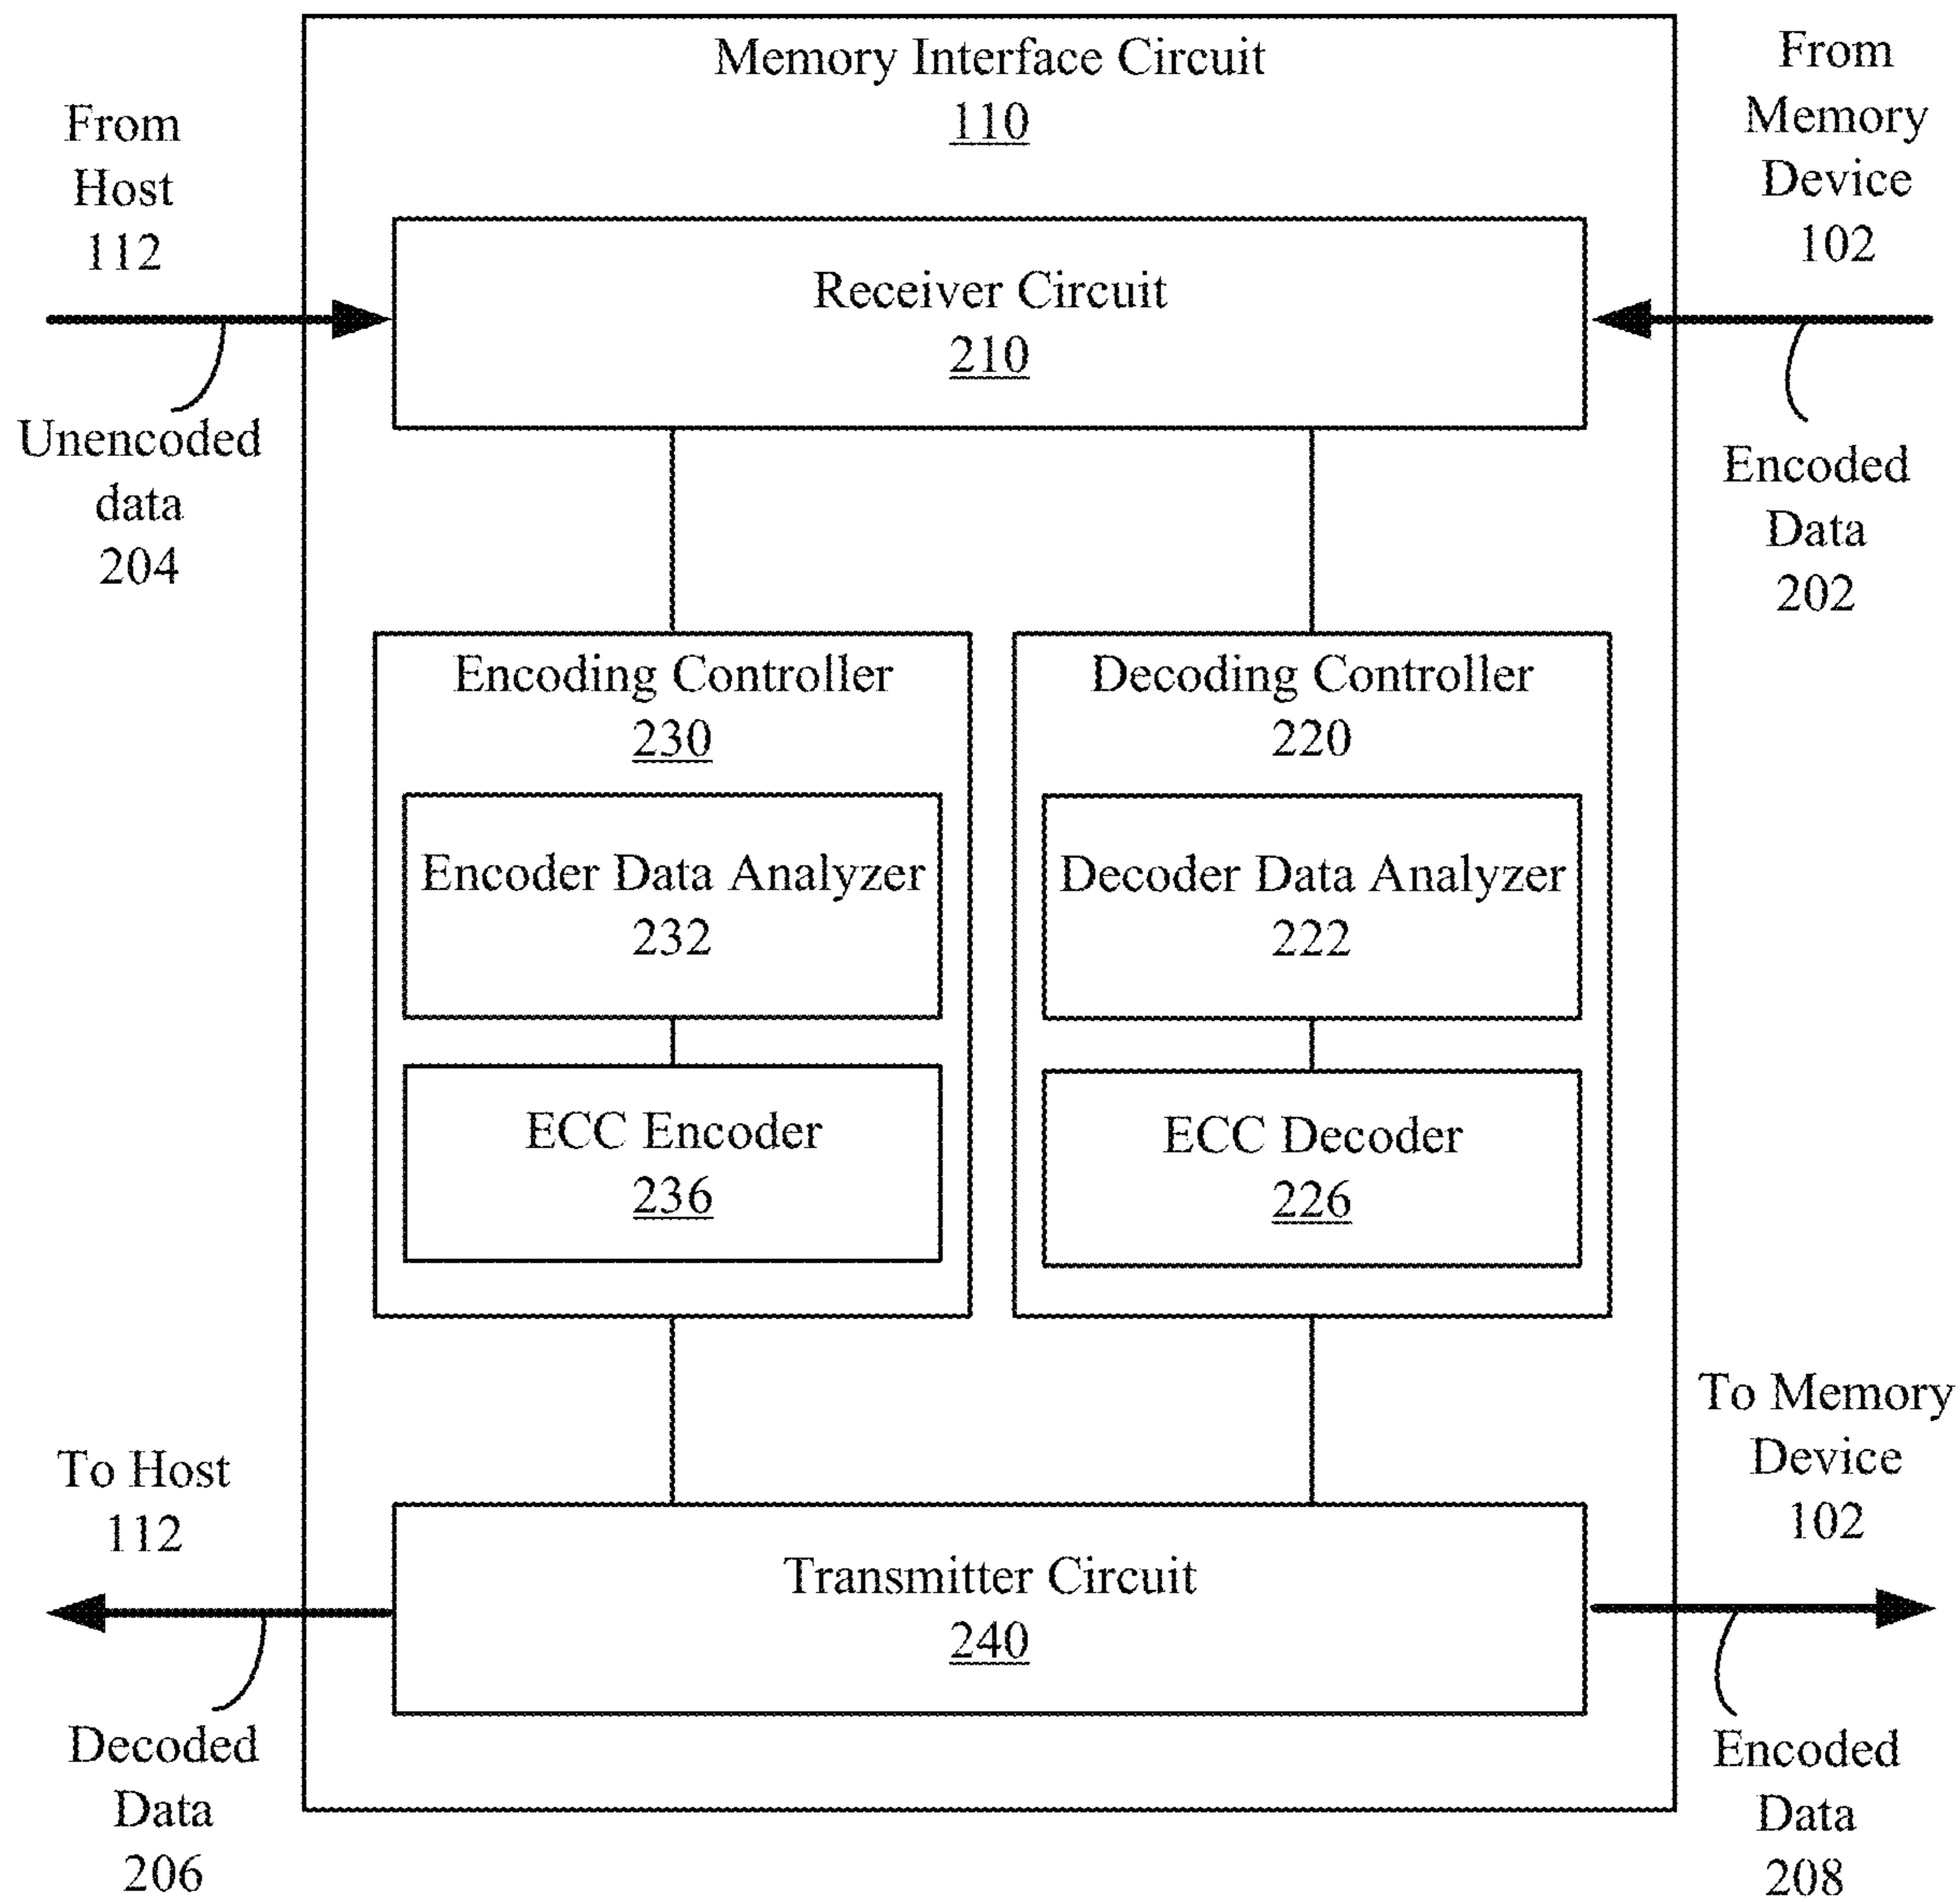 Memory Interface Circuit
110
From
Host
112
From
Memory
Device
102
Receiver Circuit
210
Unencoded
data
204
Encoded
Data
202
Encoding Controller
230
Decoding Controller
220
Encoder Data Analyzer
232
Decoder Data Analyzer
222
ECC Encoder
236
ECC Decoder
226
To Host
112
To Memory
Device
102
Transmitter Circuit
240
Decoded
Data
206
Encoded
Data
208